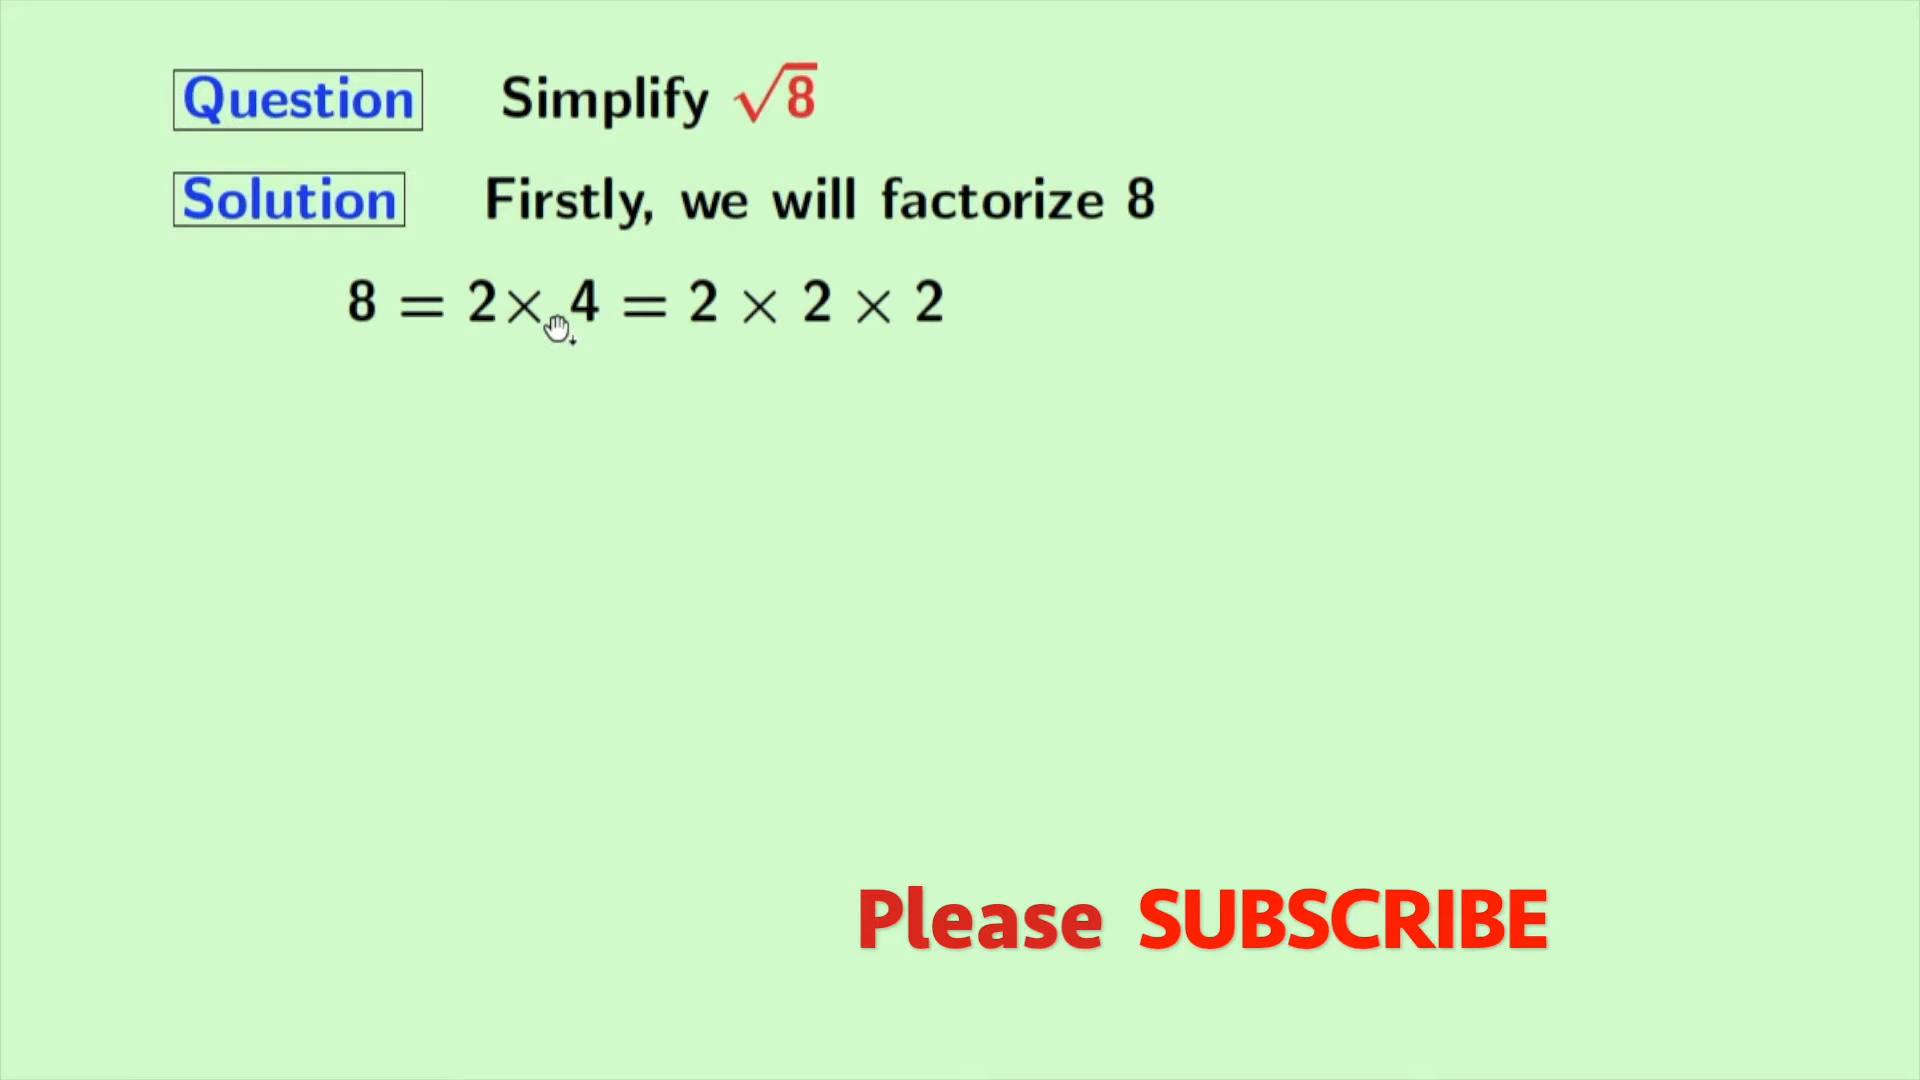 Question Simplify √8
Solution Firstly, we will factorize 8
8 = 2× 4 = 2 × 2 × 2
Please SUBSCRIBE